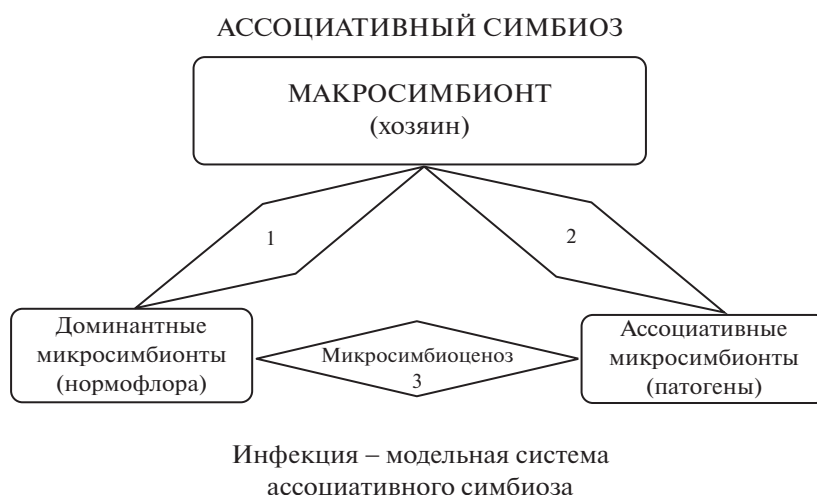 АССОЦИАТИВНЫЙ СИМБИОЗ
МАКРОСИМБИОНТ
(хозяин)
1
2
Доминантные
микросимбионты
(нормофлора)
Микросимбиоценоз
3
Ассоциативные
микросимбионты
(патогены)
Инфекция – модельная система
ассоциативного симбиоза